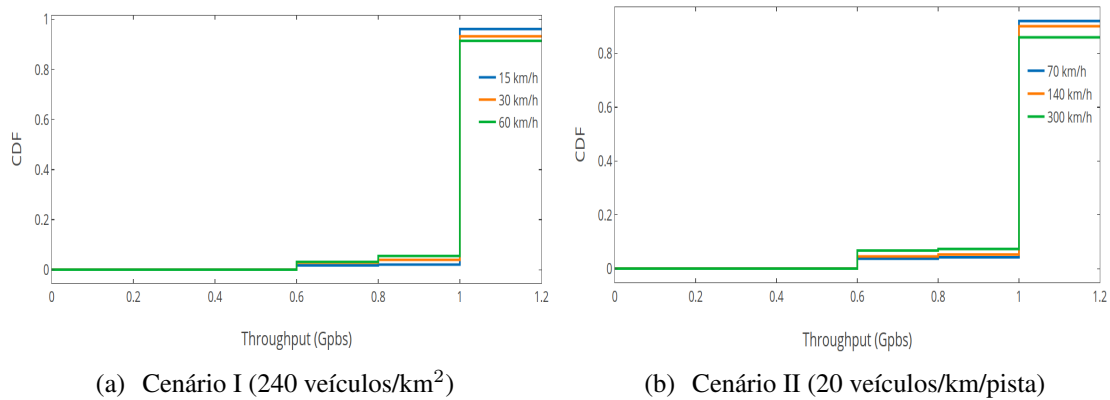 1
0.8
0.6
0.4
0.2
0
CDF
15 km/h
30 km/h
60 km/h
0 0.2 0.4 0.6 0.8 1 1.2
Throughput (Gpbs)
(a) Cenário I (240 veículos/km²)
0.8
0.6
0.4
0.2
0
CDF
70 km/h
140 km/h
300 km/h
0 0.2 0.4 0.6 0.8 1 1.2
Throughput (Gpbs)
(b) Cenário II (20 veículos/km/pista)